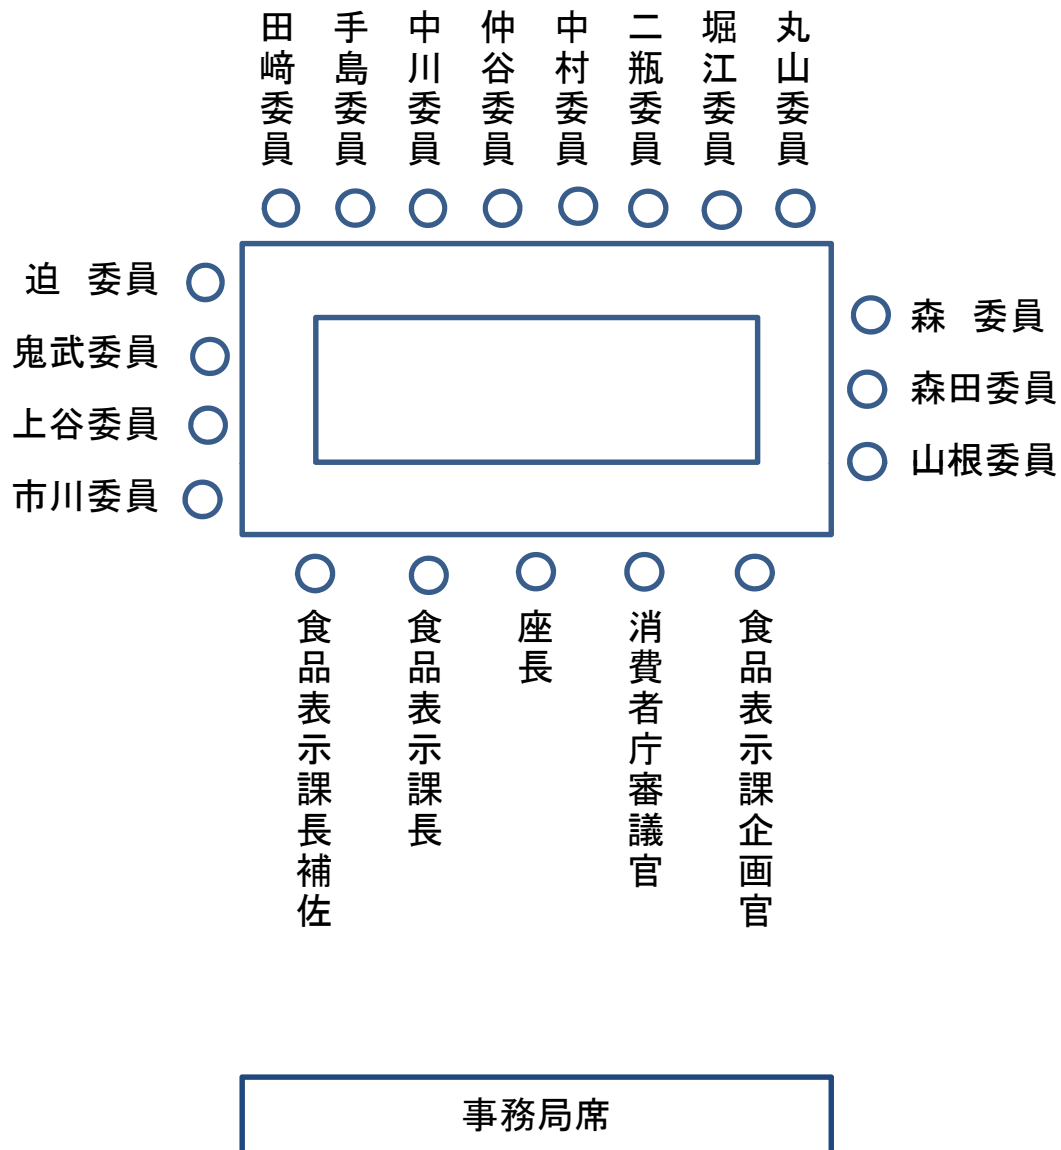 田﨑委員
手島委員
中川委員
仲谷委員
中村委員
二瓶委員
堀江委員
丸山委員
迫 委員
鬼武委員
上谷委員
市川委員
森 委員
森田委員
山根委員
食品表示課長補佐
食品表示課長
座長
消費者庁審議官
食品表示課企画官
事務局席